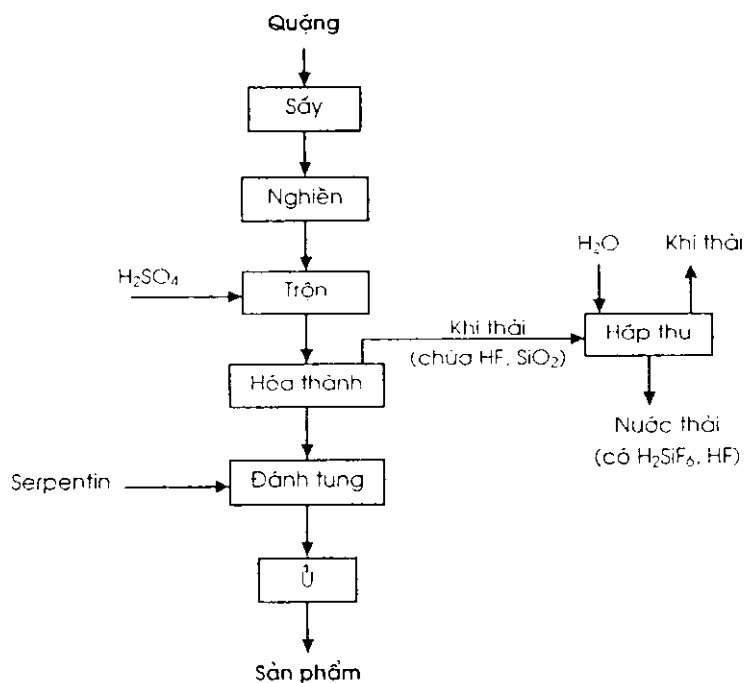 Quặng
Sấy
Nghiền
H₂SO₄
Trộn
H₂O
Khí thải
Khí thải
(chứa HF, SiO₂)
Hấp thụ
Hóa thành
Nước thải
(có H₂SiF₆, HF)
Serpentin
Đánh tung
Ủ
Sản phẩm